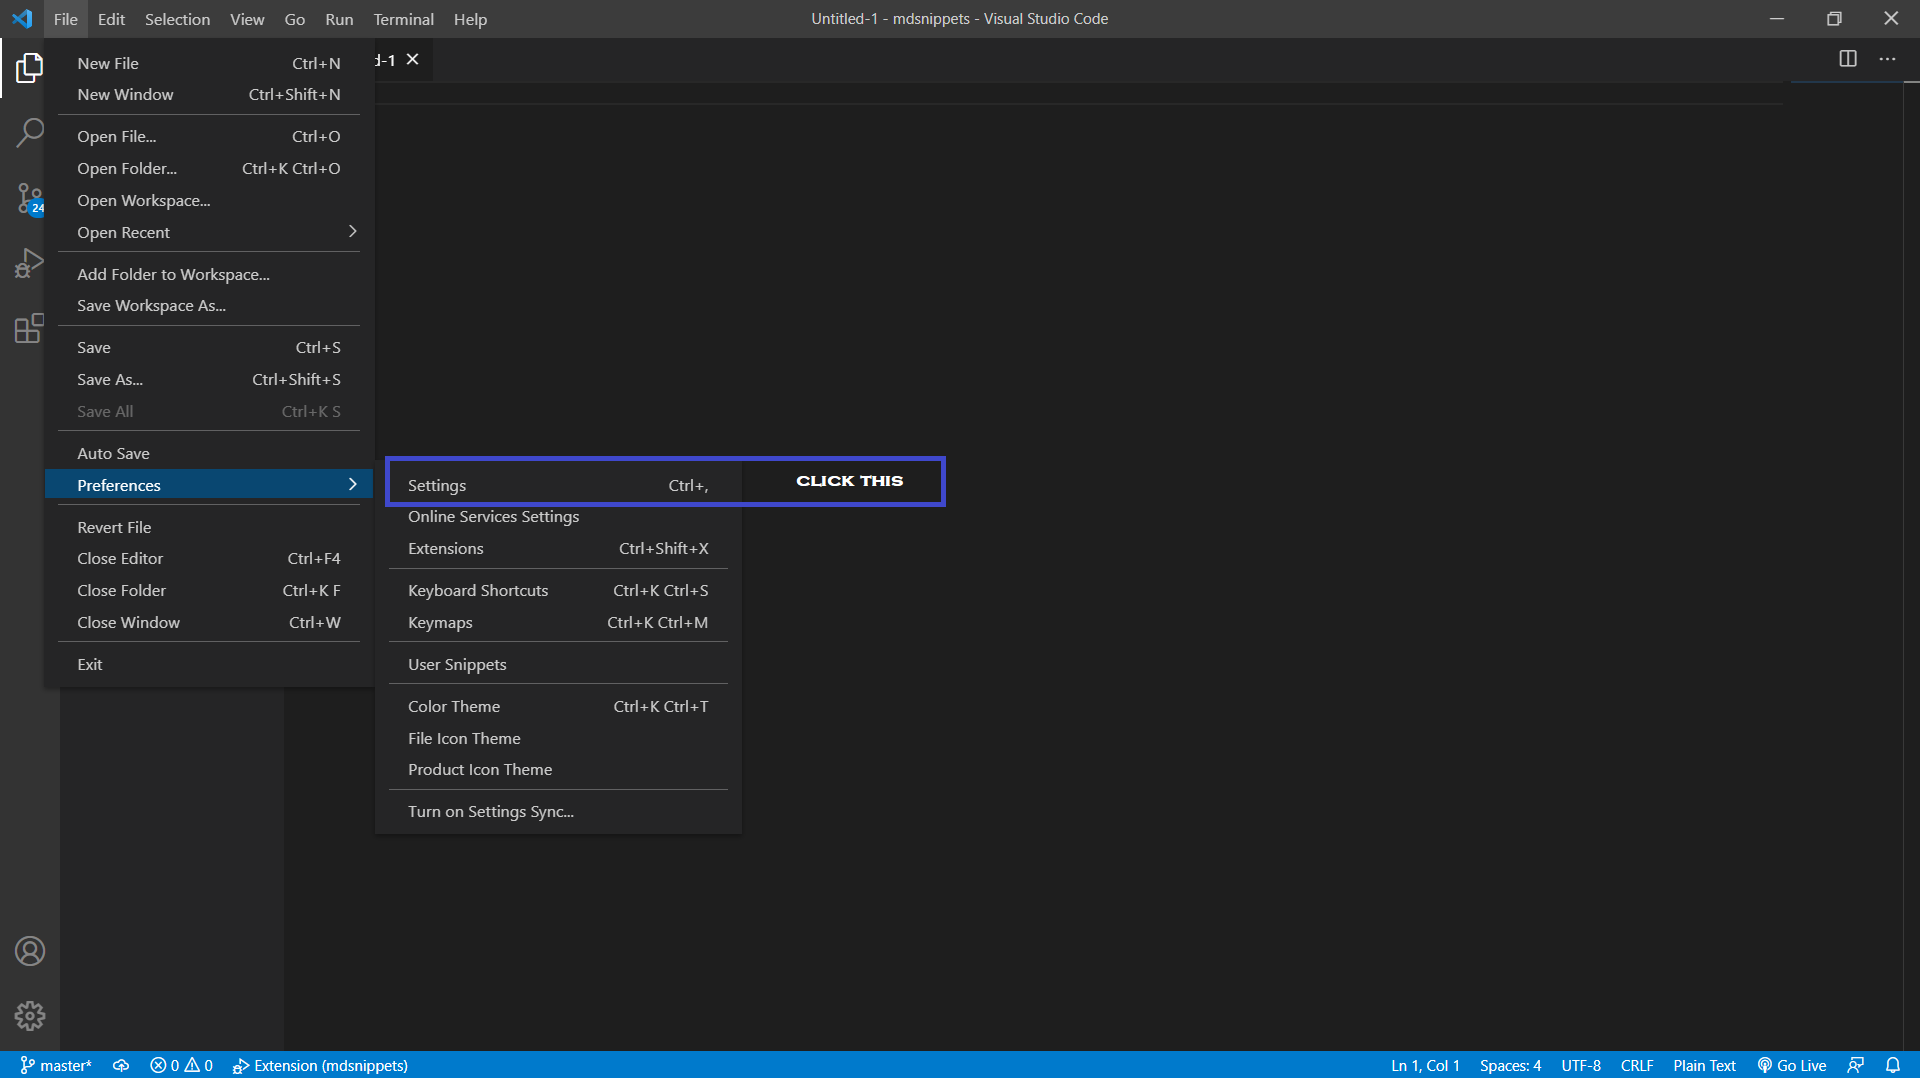 File Edit Selection View Go Run Terminal Help
Untitled-1 - mdsnippets - Visual Studio Code
d-1
New File Ctrl+N
New Window Ctrl+Shift+N
Open File... Ctrl+O
Open Folder... Ctrl+K Ctrl+O
Open Workspace...
24
Open Recent
Add Folder to Workspace...
Save Workspace As...
Save Ctrl+S
Save As... Ctrl+Shift+S
Save All Ctrl+K S
Auto Save
Preferences
Revert File
Close Editor Ctrl+F4
Close Folder Ctrl+K F
Close Window Ctrl+W
Exit
Settings Ctrl+,
CLICK THIS
Online Services Settings
Extensions Ctrl+Shift+X
Keyboard Shortcuts Ctrl+K Ctrl+S
Keymaps Ctrl+K Ctrl+M
User Snippets
Color Theme Ctrl+K Ctrl+T
File Icon Theme
Product Icon Theme
Turn on Settings Sync...
master* 0 0 Extension (mdsnippets)
Ln 1, Col 1 Spaces: 4 UTF-8 CRLF Plain Text Go Live